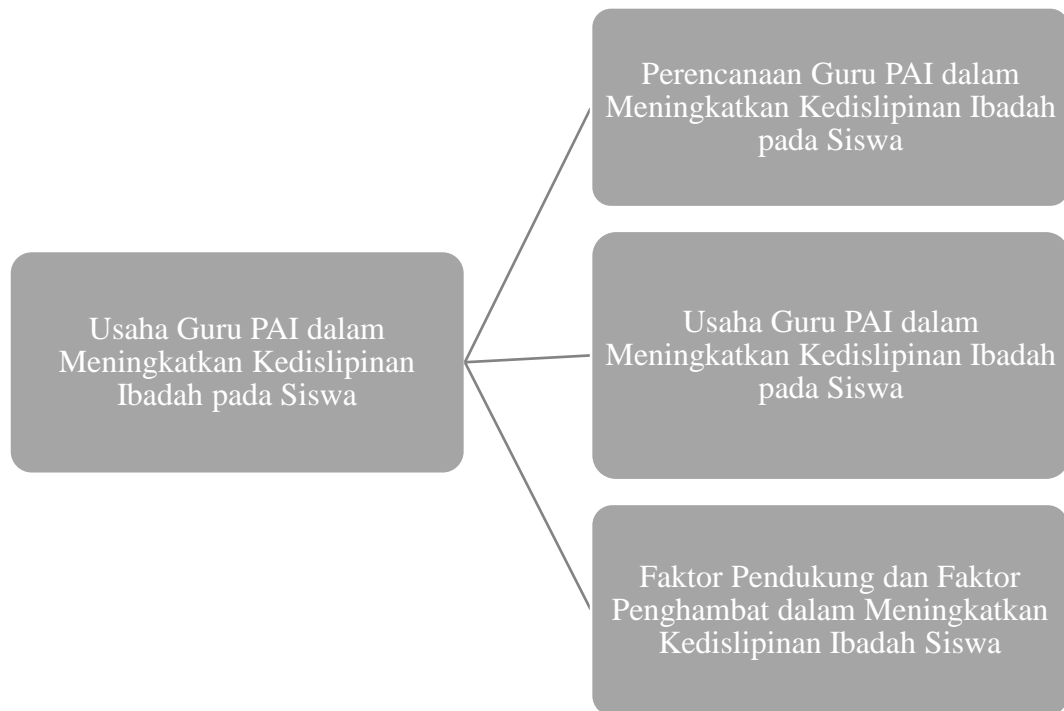 Usaha Guru PAI dalam
Meningkatkan Kedislipinan
Ibadah pada Siswa
Perencanaan Guru PAI dalam
Meningkatkan Kedislipinan Ibadah
pada Siswa
Usaha Guru PAI dalam
Meningkatkan Kedislipinan Ibadah
pada Siswa
Faktor Pendukung dan Faktor
Penghambat dalam Meningkatkan
Kedislipinan Ibadah Siswa